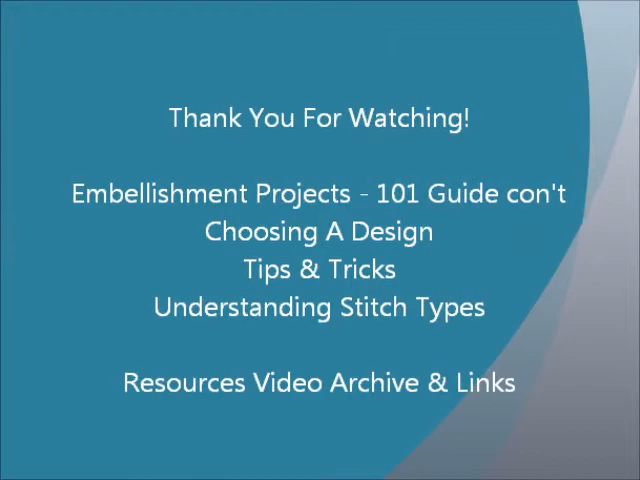 Thank You For Watching!
Embellishment Projects - 101 Guide con't
Choosing A Design
Tips & Tricks
Understanding Stitch Types
Resources Video Archive & Links